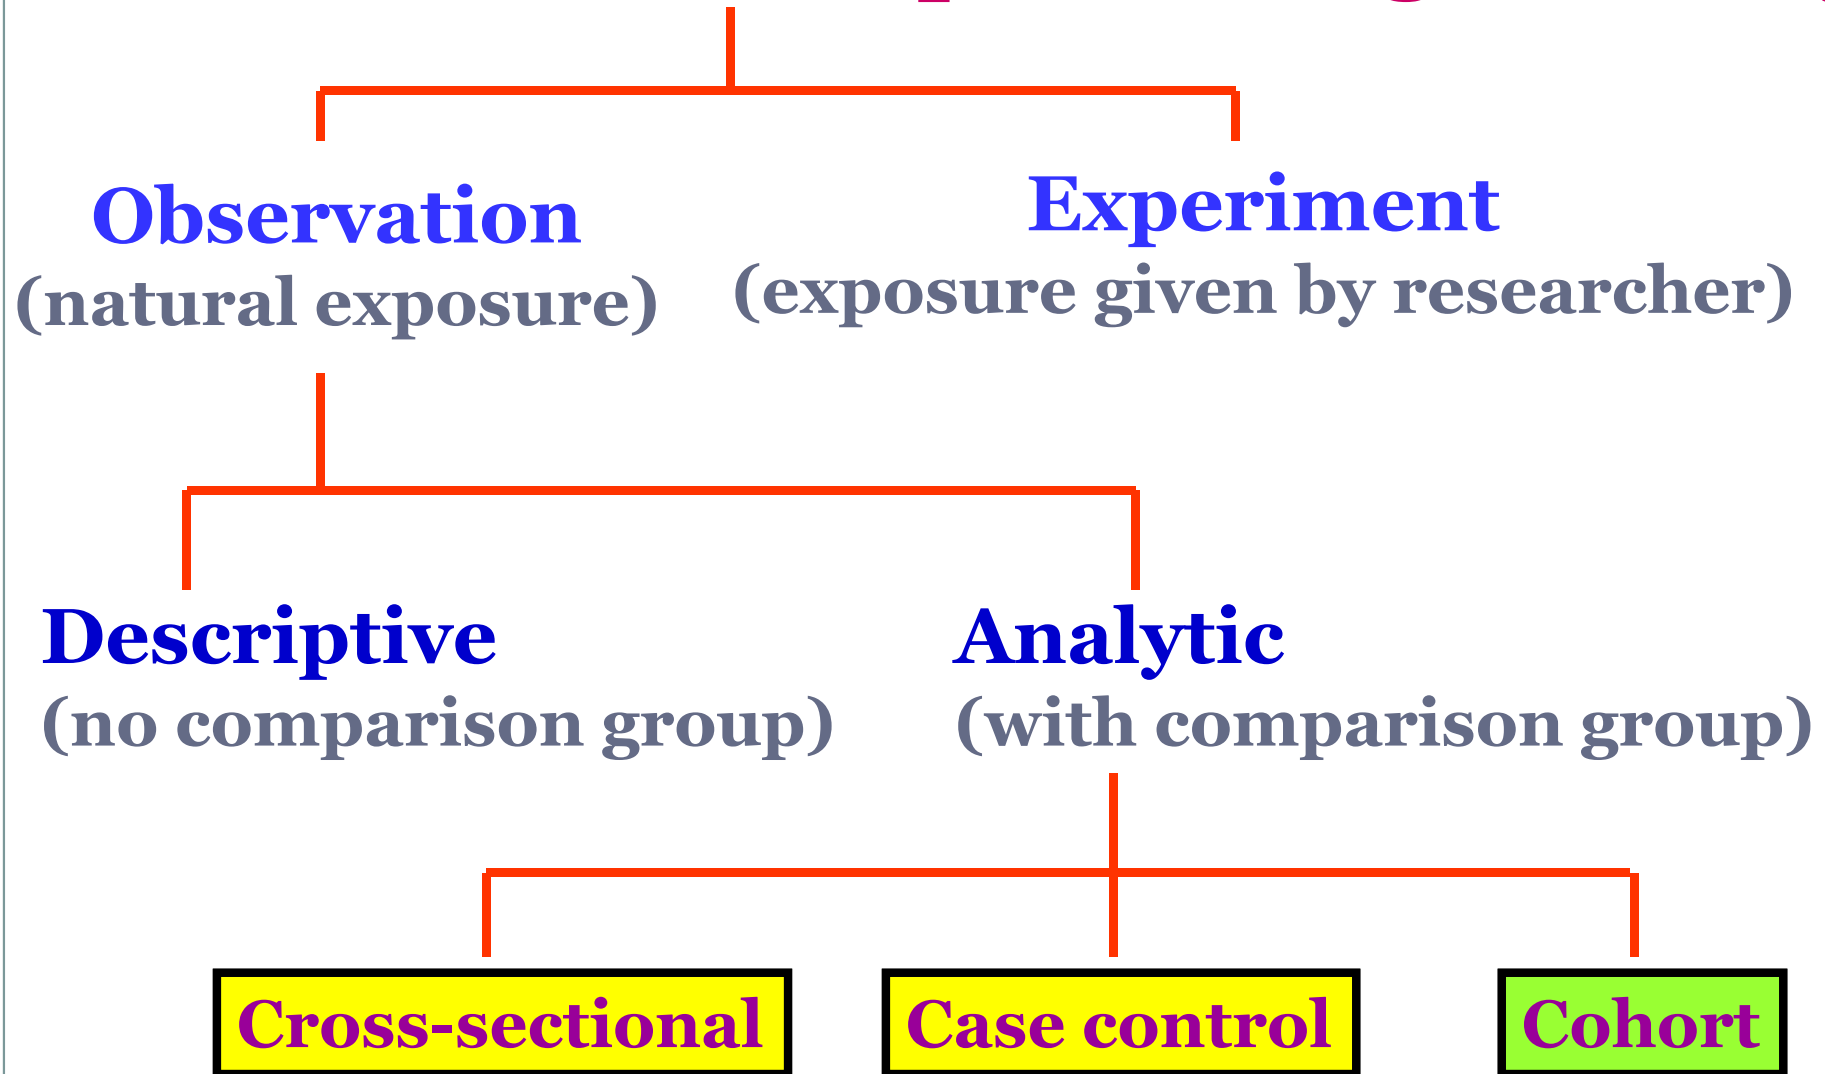 Observation
(natural exposure)
Experiment
(exposure given by researcher)
Descriptive
(no comparison group)
Analytic
(with comparison group)
Cross-sectional
Case control
Cohort